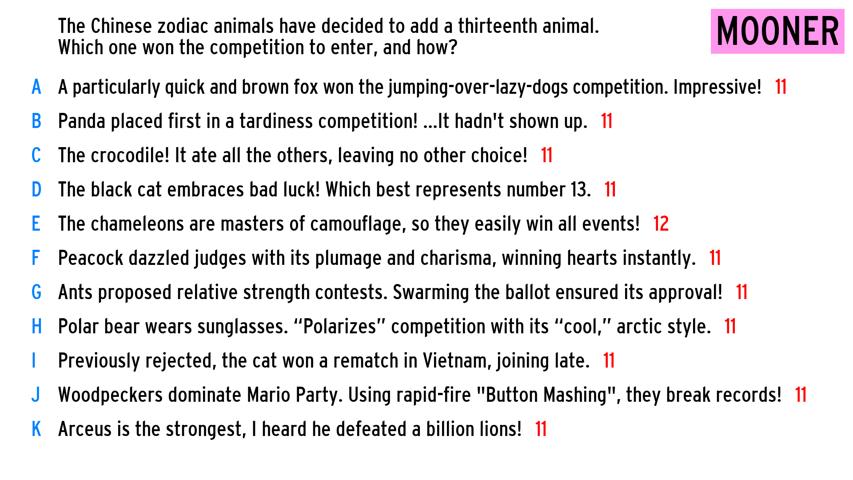 The Chinese zodiac animals have decided to add a thirteenth animal.
Which one won the competition to enter, and how?
MOONER
A A particularly quick and brown fox won the jumping-over-lazy-dogs competition. Impressive! 11
B Panda placed first in a tardiness competition! ...It hadn't shown up. 11
C The crocodile! It ate all the others, leaving no other choice! 11
D The black cat embraces bad luck! Which best represents number 13. 11
E The chameleons are masters of camouflage, so they easily win all events! 12
F Peacock dazzled judges with its plumage and charisma, winning hearts instantly. 11
G Ants proposed relative strength contests. Swarming the ballot ensured its approval! 11
H Polar bear wears sunglasses. “Polarizes” competition with its “cool,” arctic style. 11
I Previously rejected, the cat won a rematch in Vietnam, joining late. 11
J Woodpeckers dominate Mario Party. Using rapid-fire "Button Mashing", they break records! 11
K Arceus is the strongest, I heard he defeated a billion lions! 11